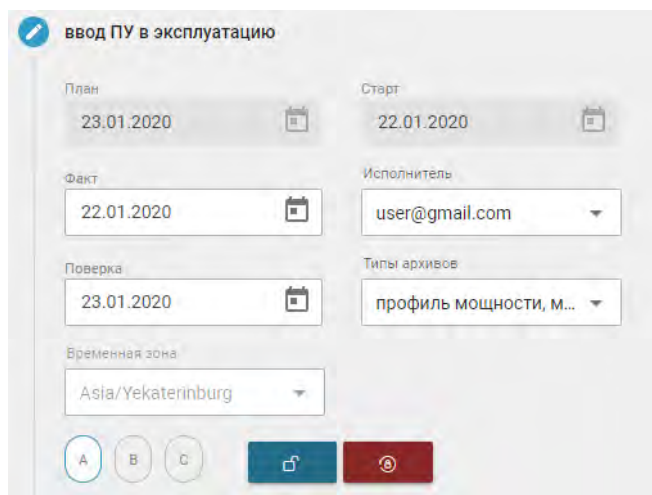 ввод ПУ в эксплуатацию
План
23.01.2020
Старт
22.01.2020
Факт
22.01.2020
Исполнитель
user@gmail.com
Поверка
23.01.2020
Типы архивов
профиль мощности, м...
Временная зона
Asia/Yekaterinburg
A B C